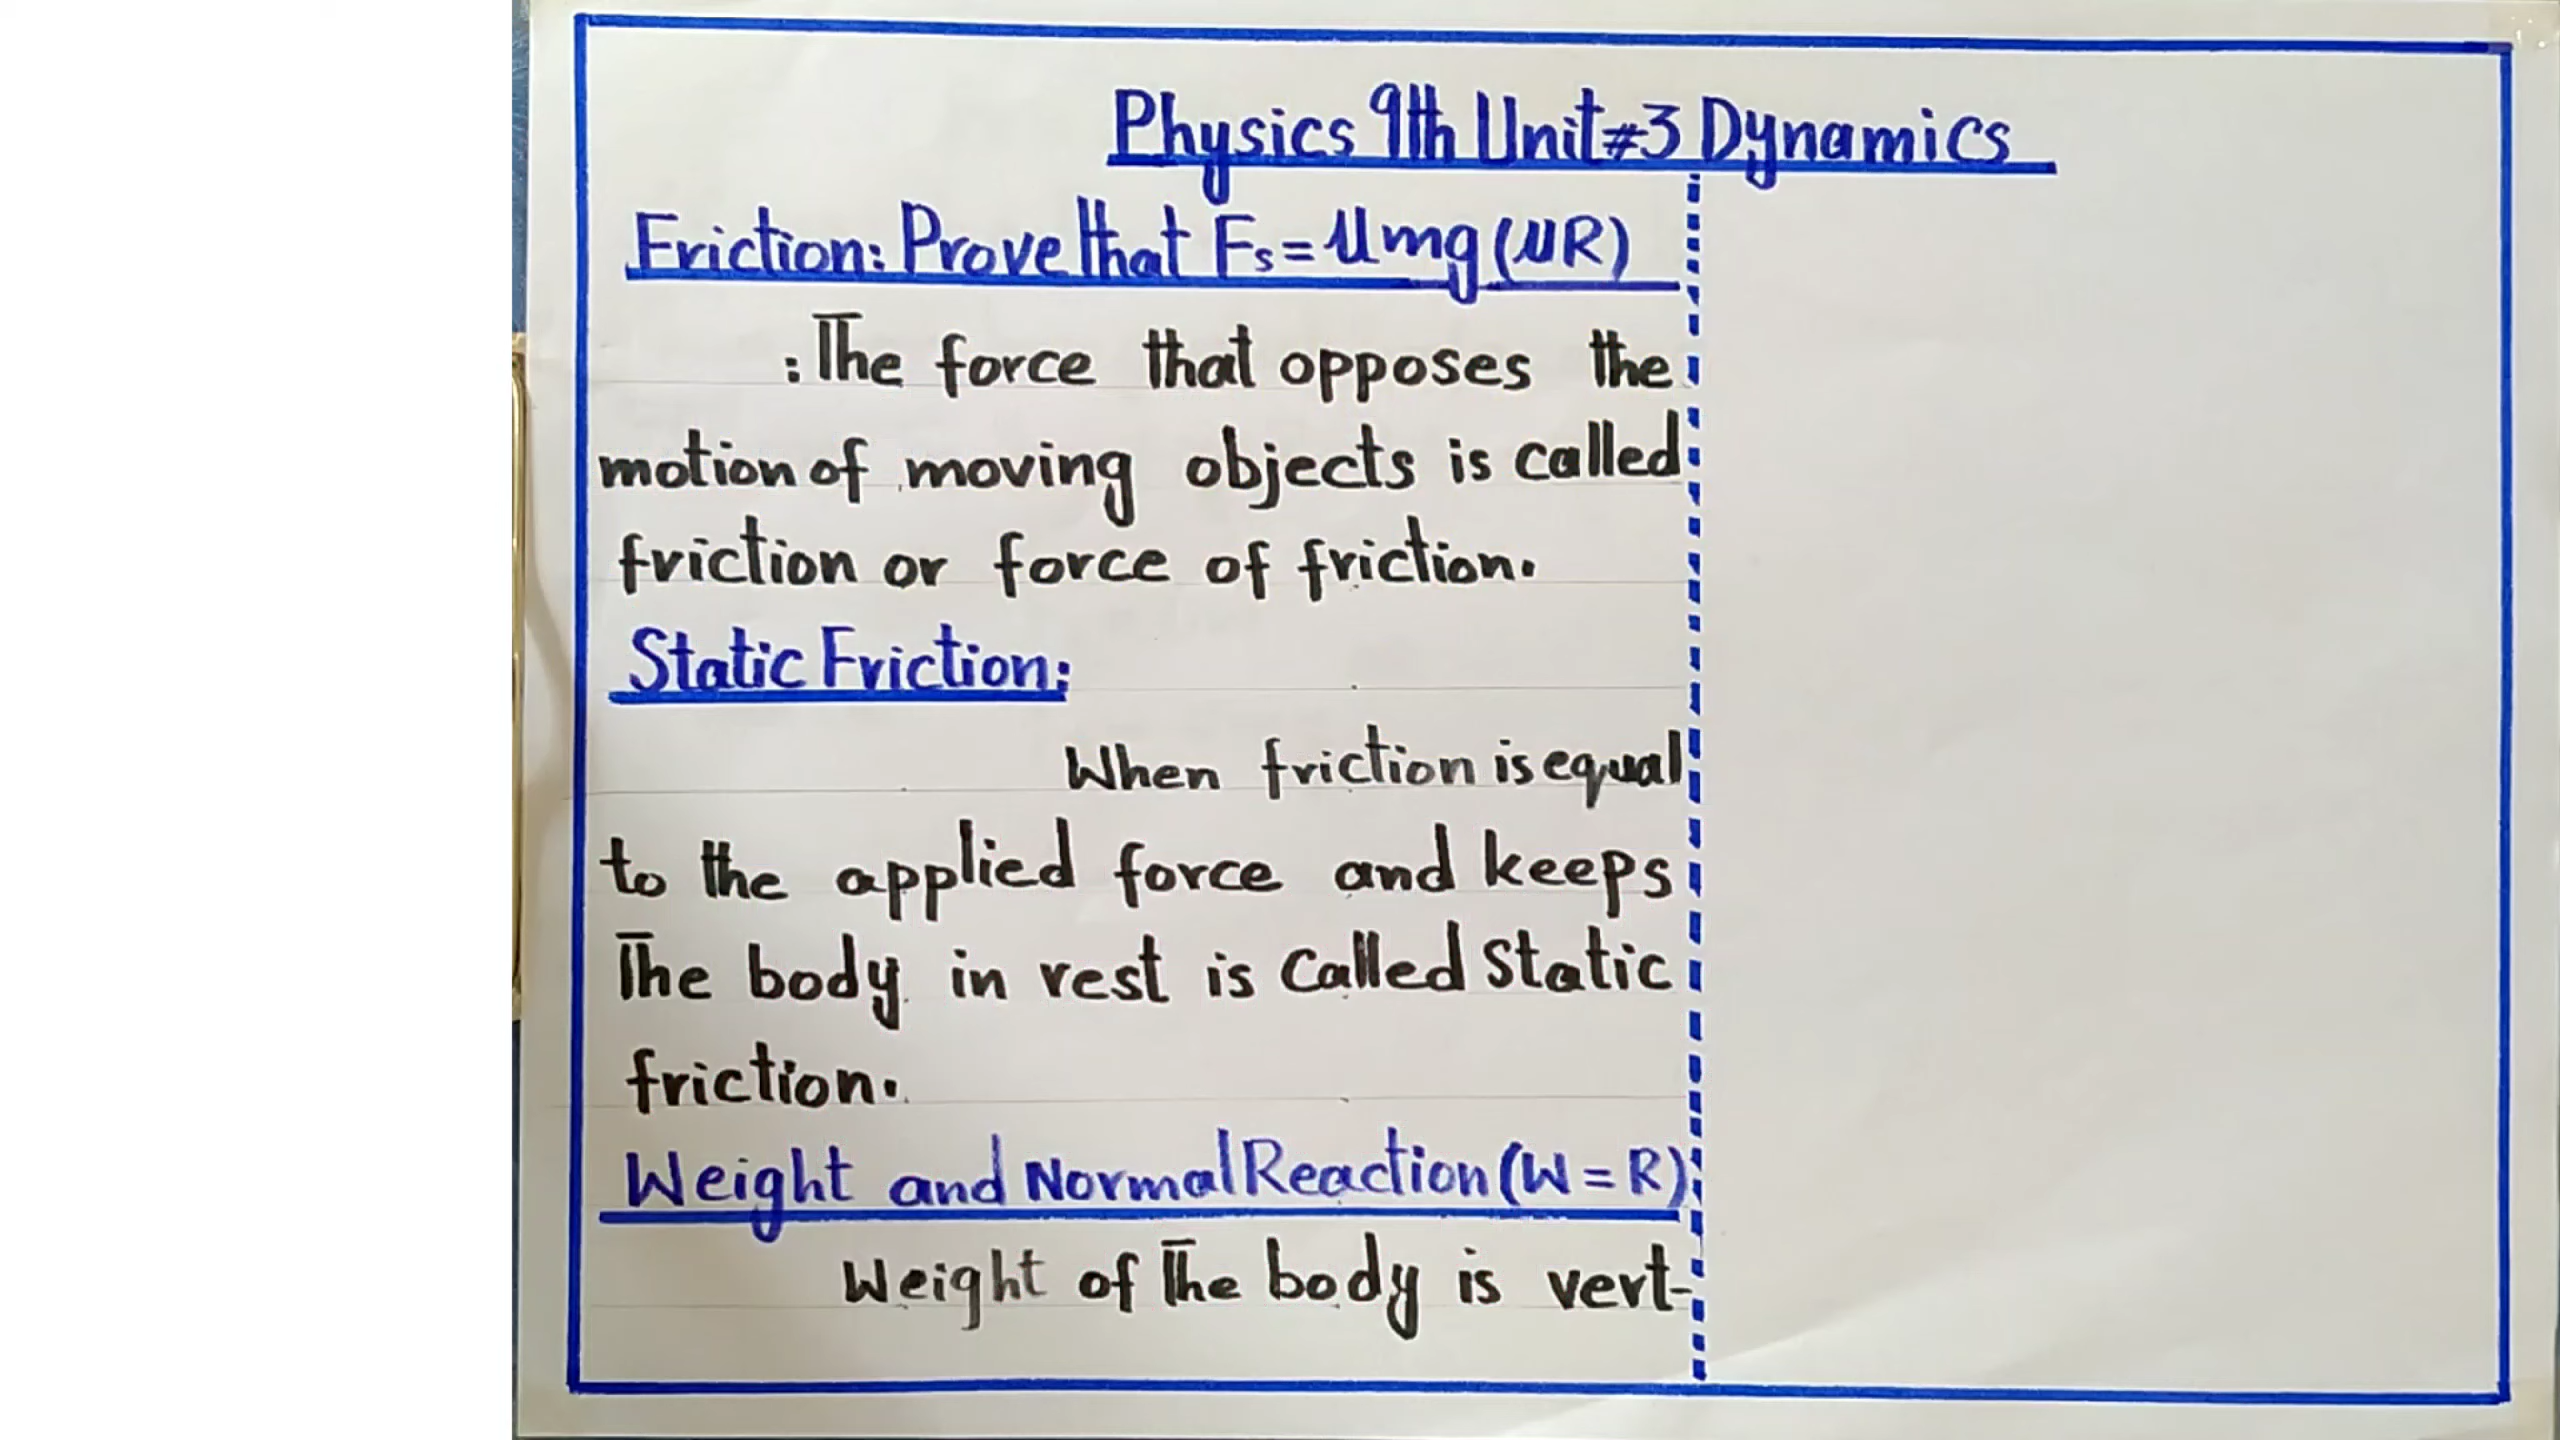 Physics 9th Unit#3 Dynamics
Friction: Prove that Fs = μmg (μR)
:The force that opposes the
motion of moving objects is called
friction or force of friction.
Static Friction:
When friction is equal
to the applied force and keeps
The body in rest is Called Static
friction.
Weight and Normal Reaction (W = R):
Weight of The body is vert-